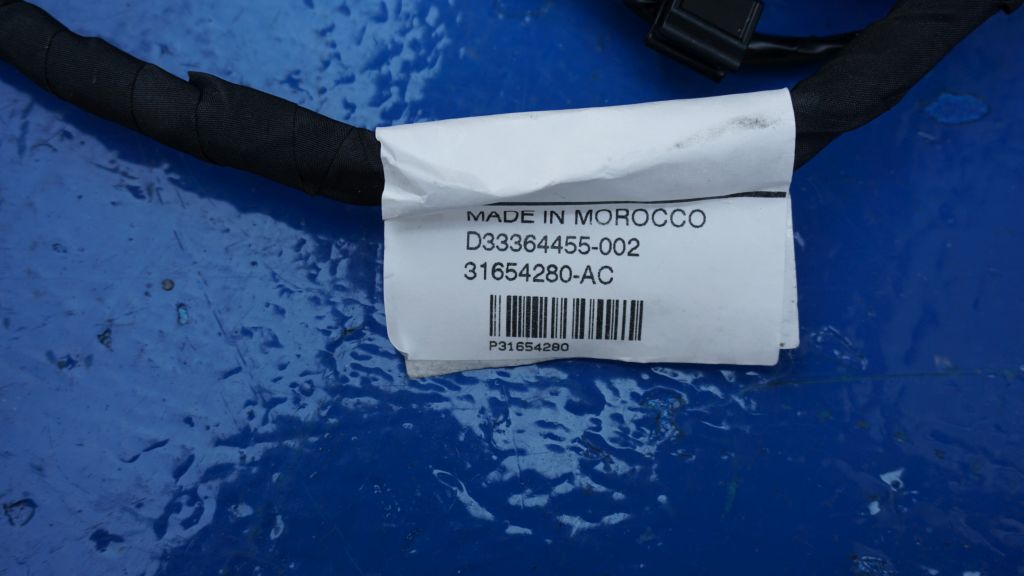 MADE IN MOROCCO
D33364455-002
31654280-AC
P31654280